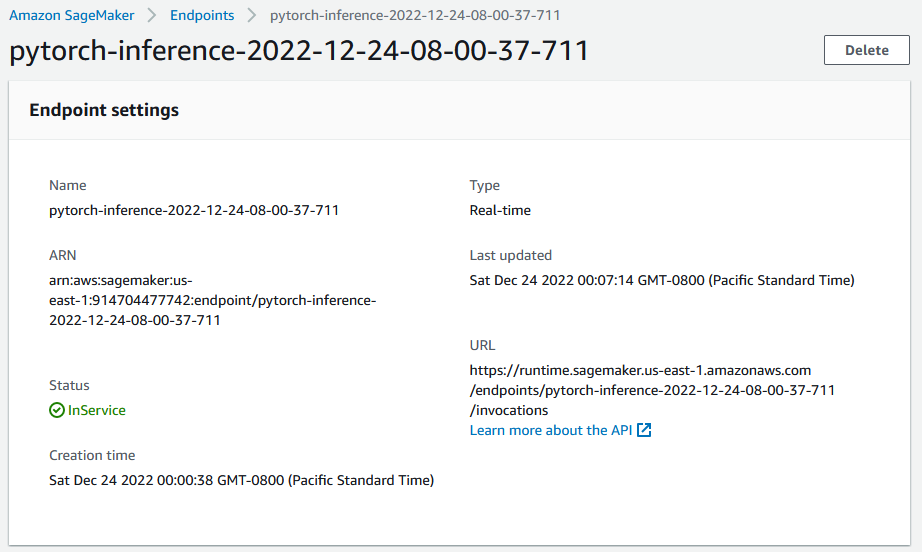 Amazon SageMaker > Endpoints > pytorch-inference-2022-12-24-08-00-37-711
pytorch-inference-2022-12-24-08-00-37-711
Delete
Endpoint settings
Name
pytorch-inference-2022-12-24-08-00-37-711
ARN
arn:aws:sagemaker:us-
east-1:914704477742:endpoint/pytorch-inference-
2022-12-24-08-00-37-711
Status
InService
Creation time
Sat Dec 24 2022 00:00:38 GMT-0800 (Pacific Standard Time)
Type
Real-time
Last updated
Sat Dec 24 2022 00:07:14 GMT-0800 (Pacific Standard Time)
URL
https://runtime.sagemaker.us-east-1.amazonaws.com
/endpoints/pytorch-inference-2022-12-24-08-00-37-711
/invocations
Learn more about the API